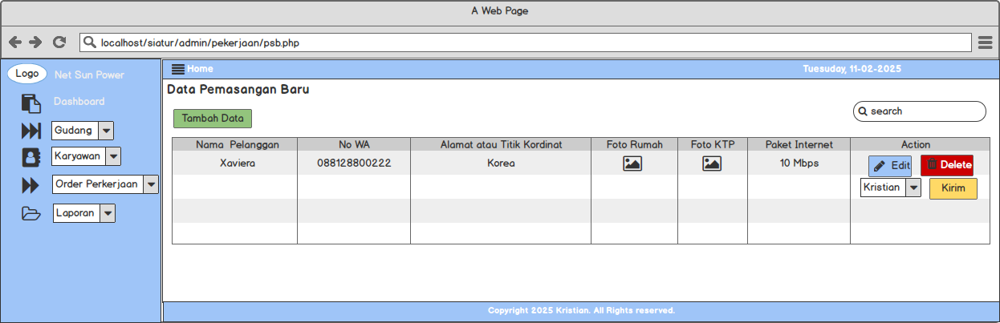 A Web Page
localhost/siatur/admin/pekerjaan/psb.php
Logo
Net Sun Power
Home
Tuesuday, 11-02-2025
Dashboard
Gudang
Karyawan
Order Perkerjaan
Laporan
Data Pemasangan Baru
Tambah Data
search
Nama Pelanggan No WA Alamat atau Titik Kordinat Foto Rumah Foto KTP Paket Internet Action
Xaviera 088128800222 Korea 10 Mbps Edit Delete
Kristian Kirim
Copyright 2025 Kristian. All Rights reserved.